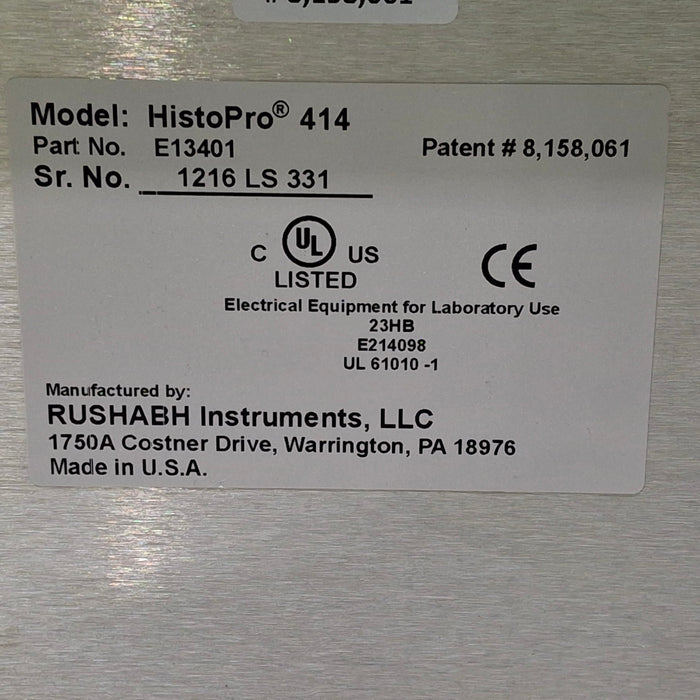 Model: HistoPro® 414
Part No. E13401
Patent # 8,158,061
Sr. No. 1216 LS 331
C UL US
LISTED
CE
Electrical Equipment for Laboratory Use
23HB
E214098
UL 61010 -1
Manufactured by:
RUSHABH Instruments, LLC
1750A Costner Drive, Warrington, PA 18976
Made in U.S.A.